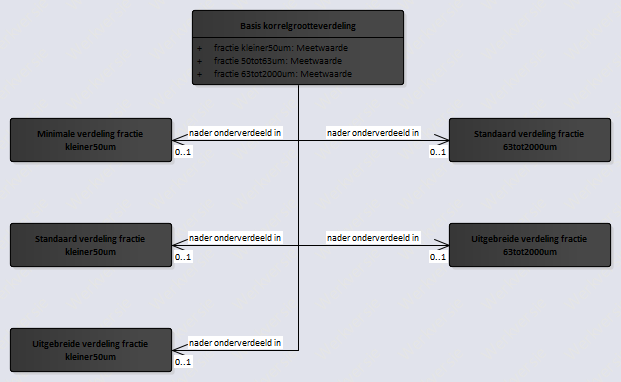 Basis korrelgrootteverdeling
+ fractie kleiner50um: Meetwaarde
+ fractie 50tot63um: Meetwaarde
+ fractie 63tot2000um: Meetwaarde
Minimale verdeling fractie
kleiner50um
nader onderverdeeld in
0..1
nader onderverdeeld in
0..1
Standaard verdeling fractie
63tot2000um
Standaard verdeling fractie
kleiner50um
nader onderverdeeld in
0..1
nader onderverdeeld in
0..1
Uitgebreide verdeling fractie
63tot2000um
Uitgebreide verdeling fractie
kleiner50um
nader onderverdeeld in
0..1